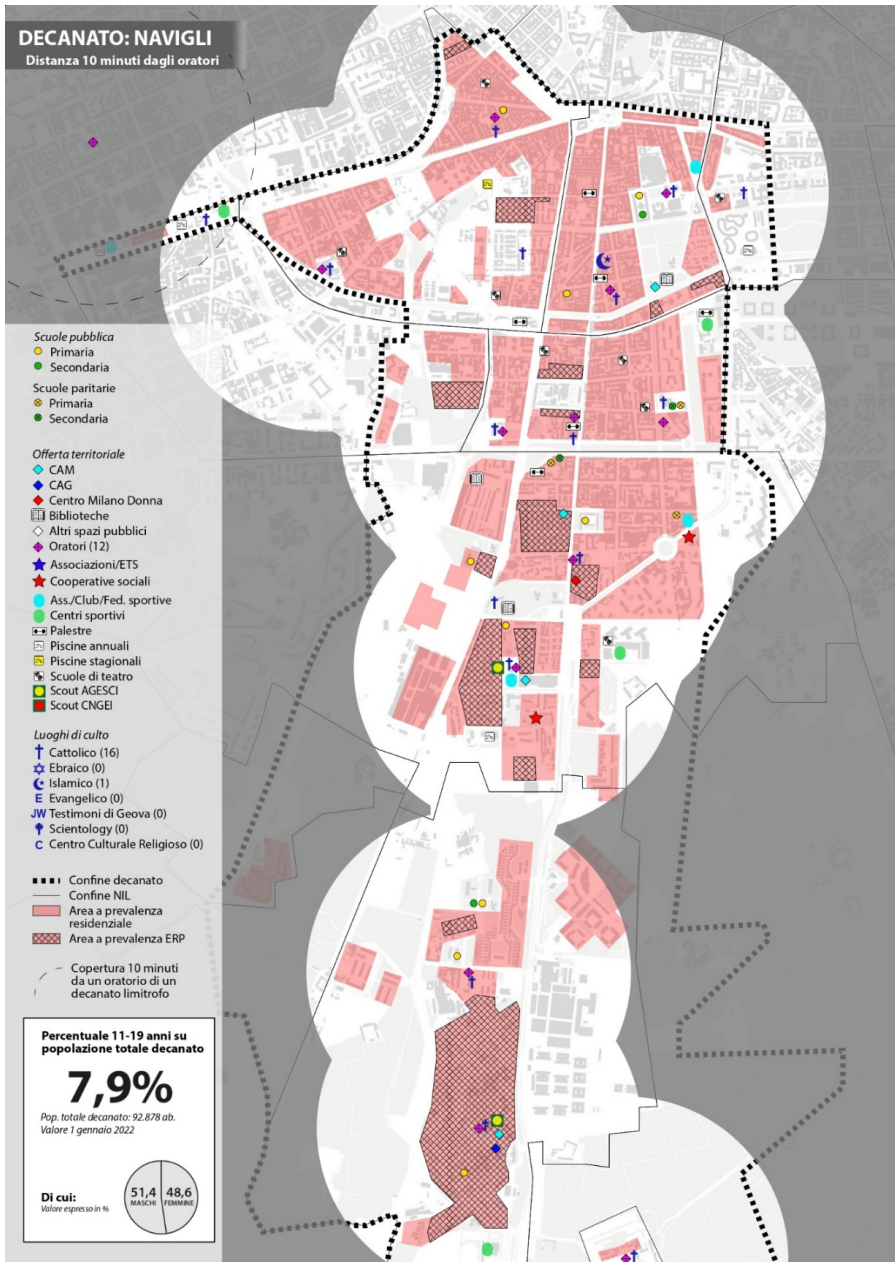 DECANATO: NAVIGLI
Distanza 10 minuti dagli oratori
Scuole pubblica
Primaria
Secondaria
Scuole paritarie
Primaria
Secondaria
Offerta territoriale
CAM
CAG
Centro Milano Donna
Biblioteche
Altri spazi pubblici
Oratori (12)
Associazioni/ETS
Cooperative sociali
Ass./Club/Fed. sportive
Centri sportivi
Palestre
Piscine annuali
Piscine stagionali
Scuole di teatro
Scout AGESCI
Scout CNGEI
Luoghi di culto
Cattolico (16)
Ebraico (0)
Islamico (1)
E Evangelico (0)
JW Testimoni di Geova (0)
Scientology (0)
C Centro Culturale Religioso (0)
Confine decanato
Confine NIL
Area a prevalenza
residenziale
Area a prevalenza ERP
Copertura 10 minuti
da un oratorio di un
decanato limitrofo
Percentuale 11-19 anni su
popolazione totale decanato
7,9%
Pop. totale decanato: 92.878 ab.
Valore 1 gennaio 2022
Di cui:
Valore espresso in %
51,4
MASCHI
48,6
FEMMINE